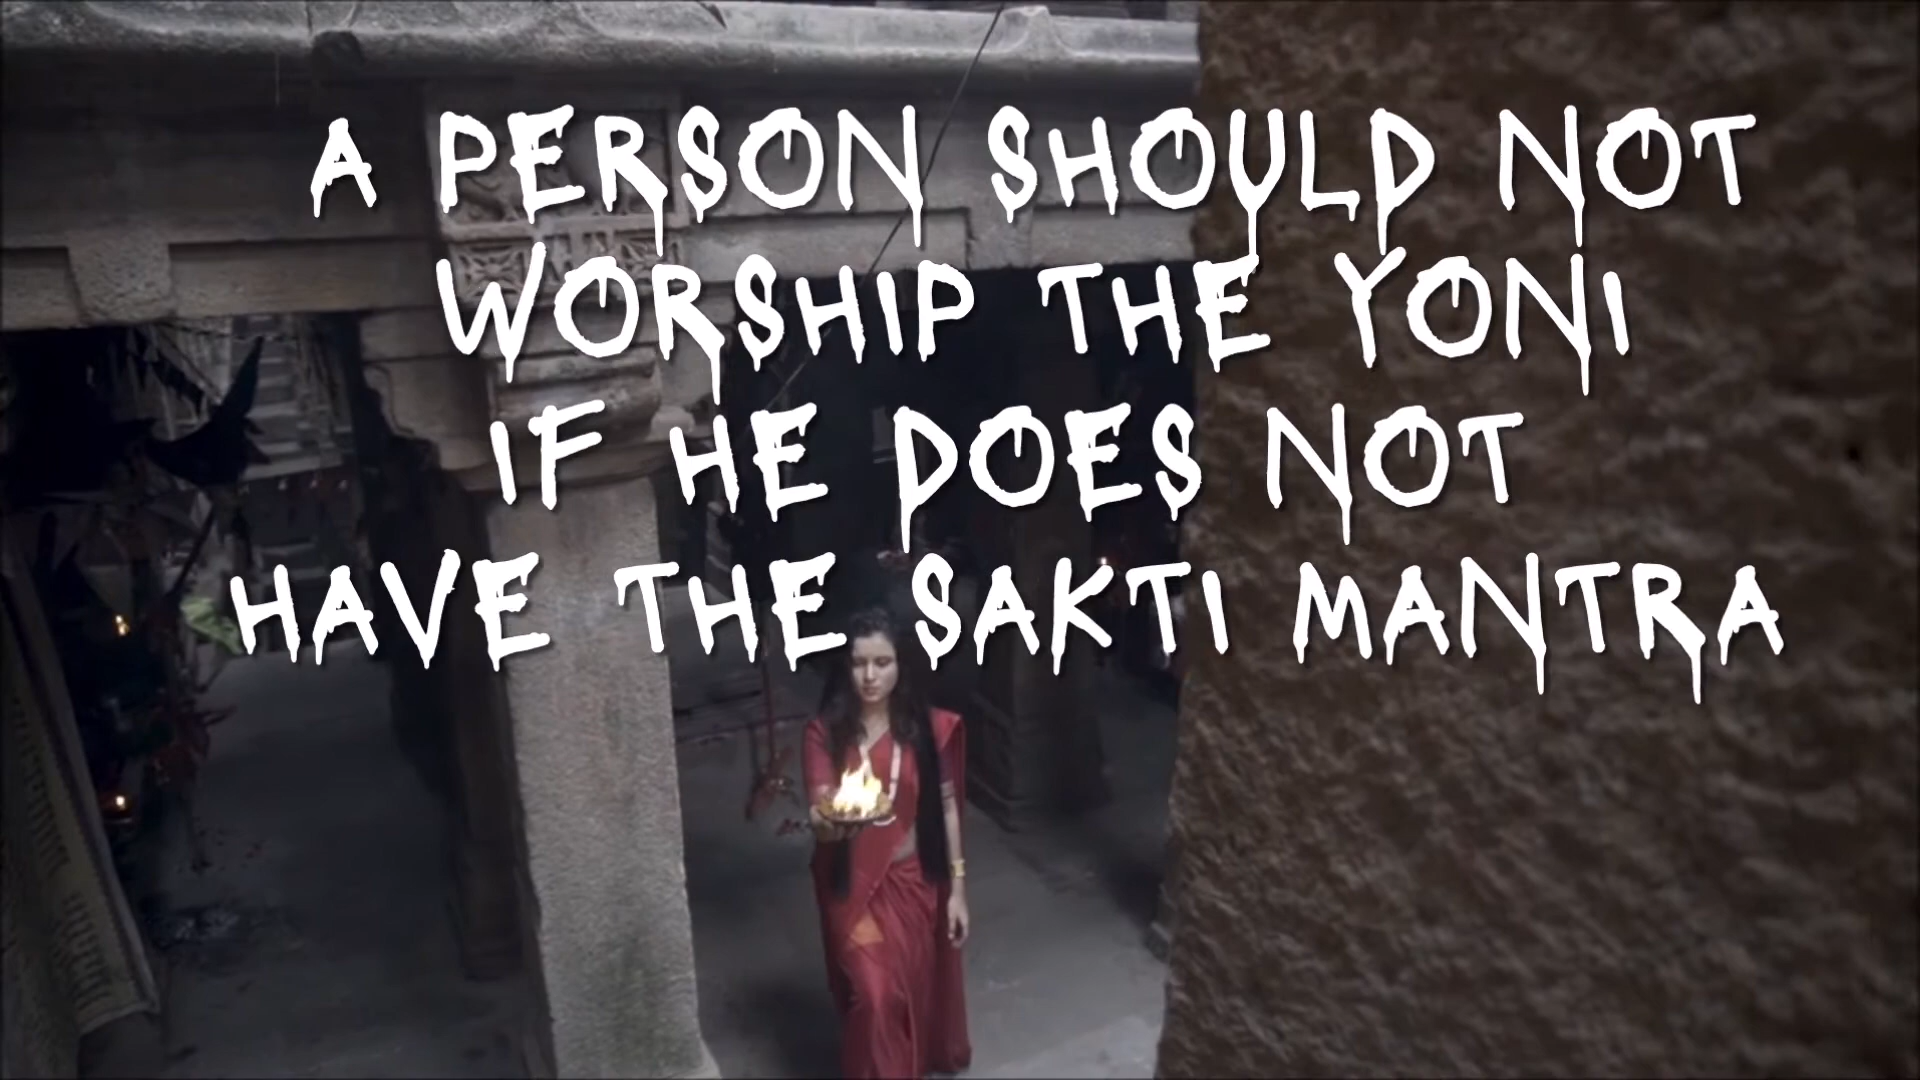 A PERSON SHOULD NOT
WORSHIP THE YONI
IF HE DOES NOT
HAVE THE SAKTI MANTRA